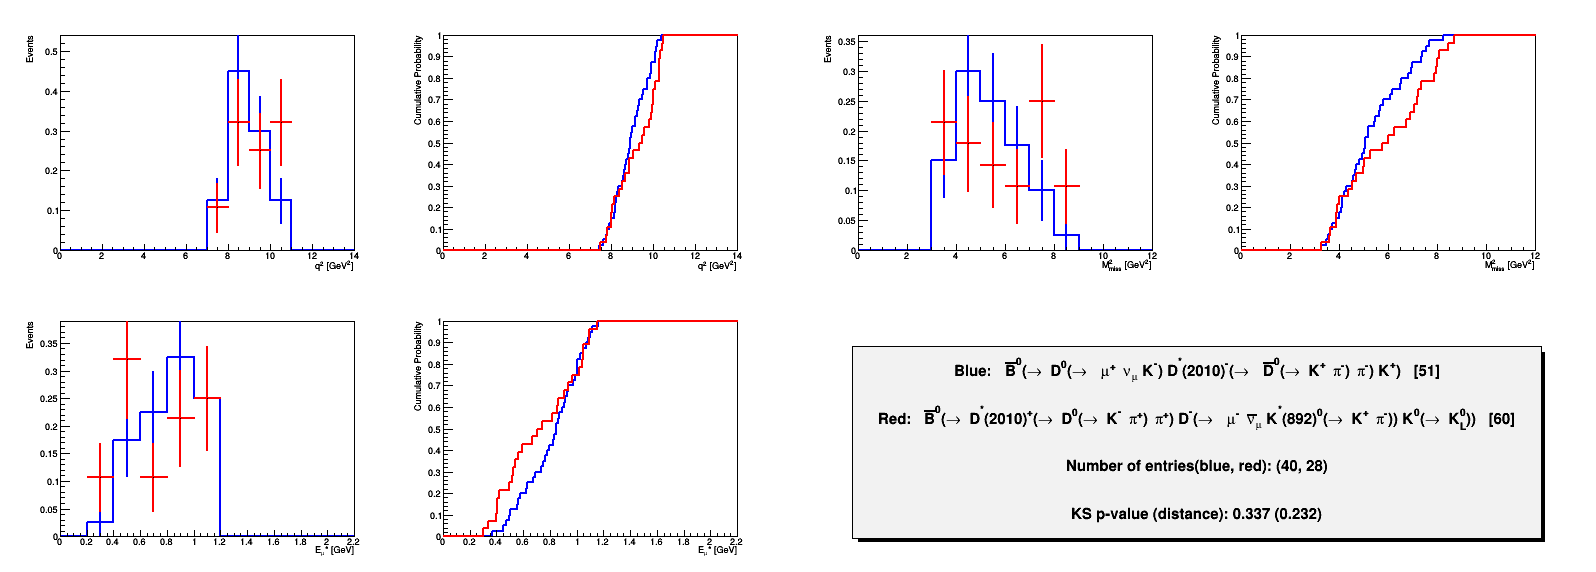 Events
0.5
0.4
0.3
0.2
0.1
0
0 2 4 6 8 10 12 14
q² [GeV²]
Cumulative Probability
1
0.9
0.8
0.7
0.6
0.5
0.4
0.3
0.2
0.1
0
0 2 4 6 8 10 12 14
q² [GeV²]
Events
0.35
0.3
0.25
0.2
0.15
0.1
0.05
0
0 2 4 6 8 10 12
M²miss [GeV²]
Cumulative Probability
1
0.9
0.8
0.7
0.6
0.5
0.4
0.3
0.2
0.1
0
0 2 4 6 8 10 12
M²miss [GeV²]
Events
0.35
0.3
0.25
0.2
0.15
0.1
0.05
0
0 0.2 0.4 0.6 0.8 1 1.2 1.4 1.6 1.8 2 2.2
Eμ* [GeV]
Cumulative Probability
1
0.9
0.8
0.7
0.6
0.5
0.4
0.3
0.2
0.1
0
0 0.2 0.4 0.6 0.8 1 1.2 1.4 1.6 1.8 2 2.2
Eμ* [GeV]
Blue: B̅⁰(→ D⁰(→ μ⁺ νμ K⁻) D*(2010)⁻(→ D̅⁰(→ K⁺ π⁻) π⁻) K⁺) [51]
Red: B̅⁰(→ D*(2010)⁺(→ D⁰(→ K⁻ π⁺) π⁺) D⁻(→ μ⁻ ν̅μ K*(892)⁰(→ K⁺ π⁻)) K⁰(→ K⁰L)) [60]
Number of entries(blue, red): (40, 28)
KS p-value (distance): 0.337 (0.232)